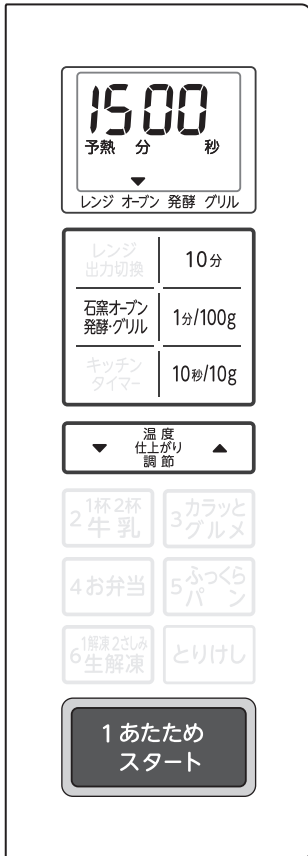 1500
予熱 分 秒
▼
レンジ オーブン 発酵 グリル
レンジ
出力切換
10分
石窯オーブン
発酵・グリル
1分/100g
キッチン
タイマー
10秒/10g
▼ 温度 ▲
仕上がり
調節
1杯 2杯
2 牛乳
3 カラッと
グルメ
4 お弁当
5 ふっくら
パン
1解凍 2さしみ
6 生解凍
とりけし
1 あたため
スタート